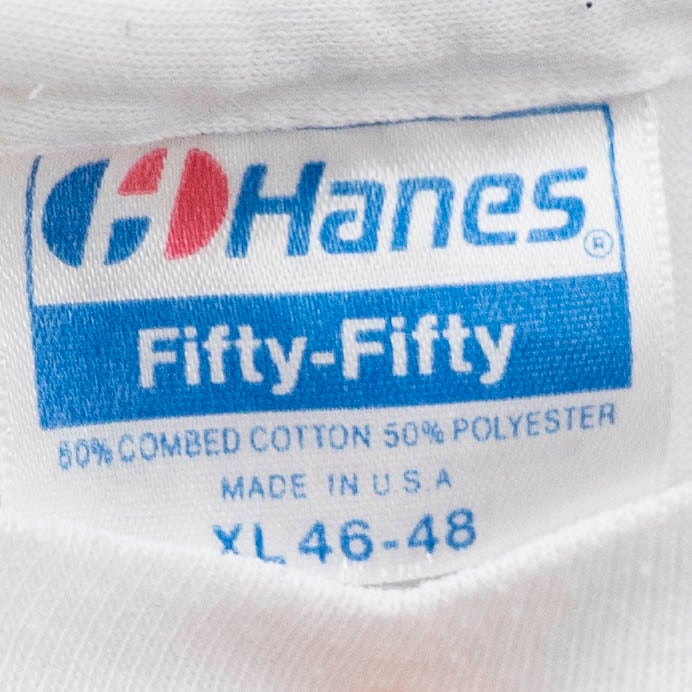 Hanes®
Fifty-Fifty
50% COMBED COTTON 50% POLYESTER
MADE IN U.S.A
XL 46-48